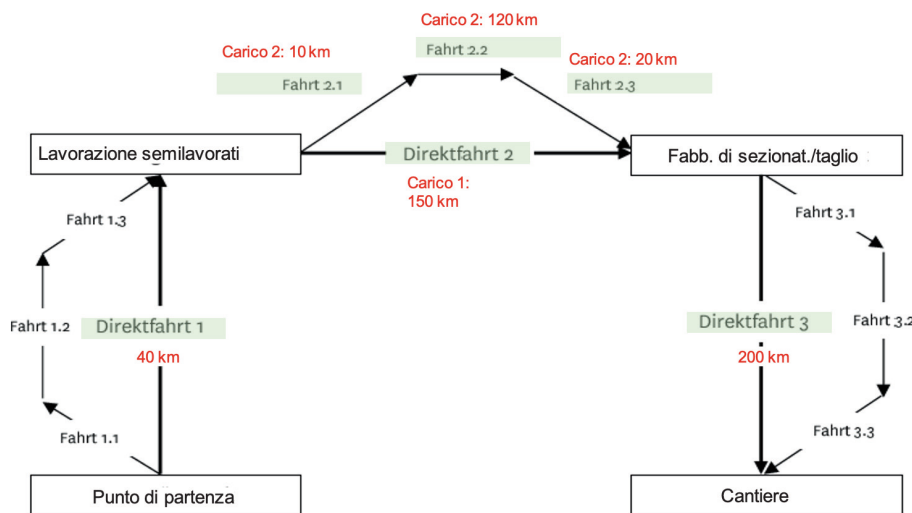 Carico 2: 120 km
Fahrt 2.2
Carico 2: 10 km
Fahrt 2.1
Carico 2: 20 km
Fahrt 2.3
Lavorazione semilavorati
Direktfahrt 2
Fabb. di sezionat./taglio
Carico 1:
150 km
Fahrt 1.3
Fahrt 3.1
Fahrt 1.2
Direktfahrt 1
40 km
Direktfahrt 3
200 km
Fahrt 3.2
Fahrt 1.1
Fahrt 3.3
Punto di partenza
Cantiere